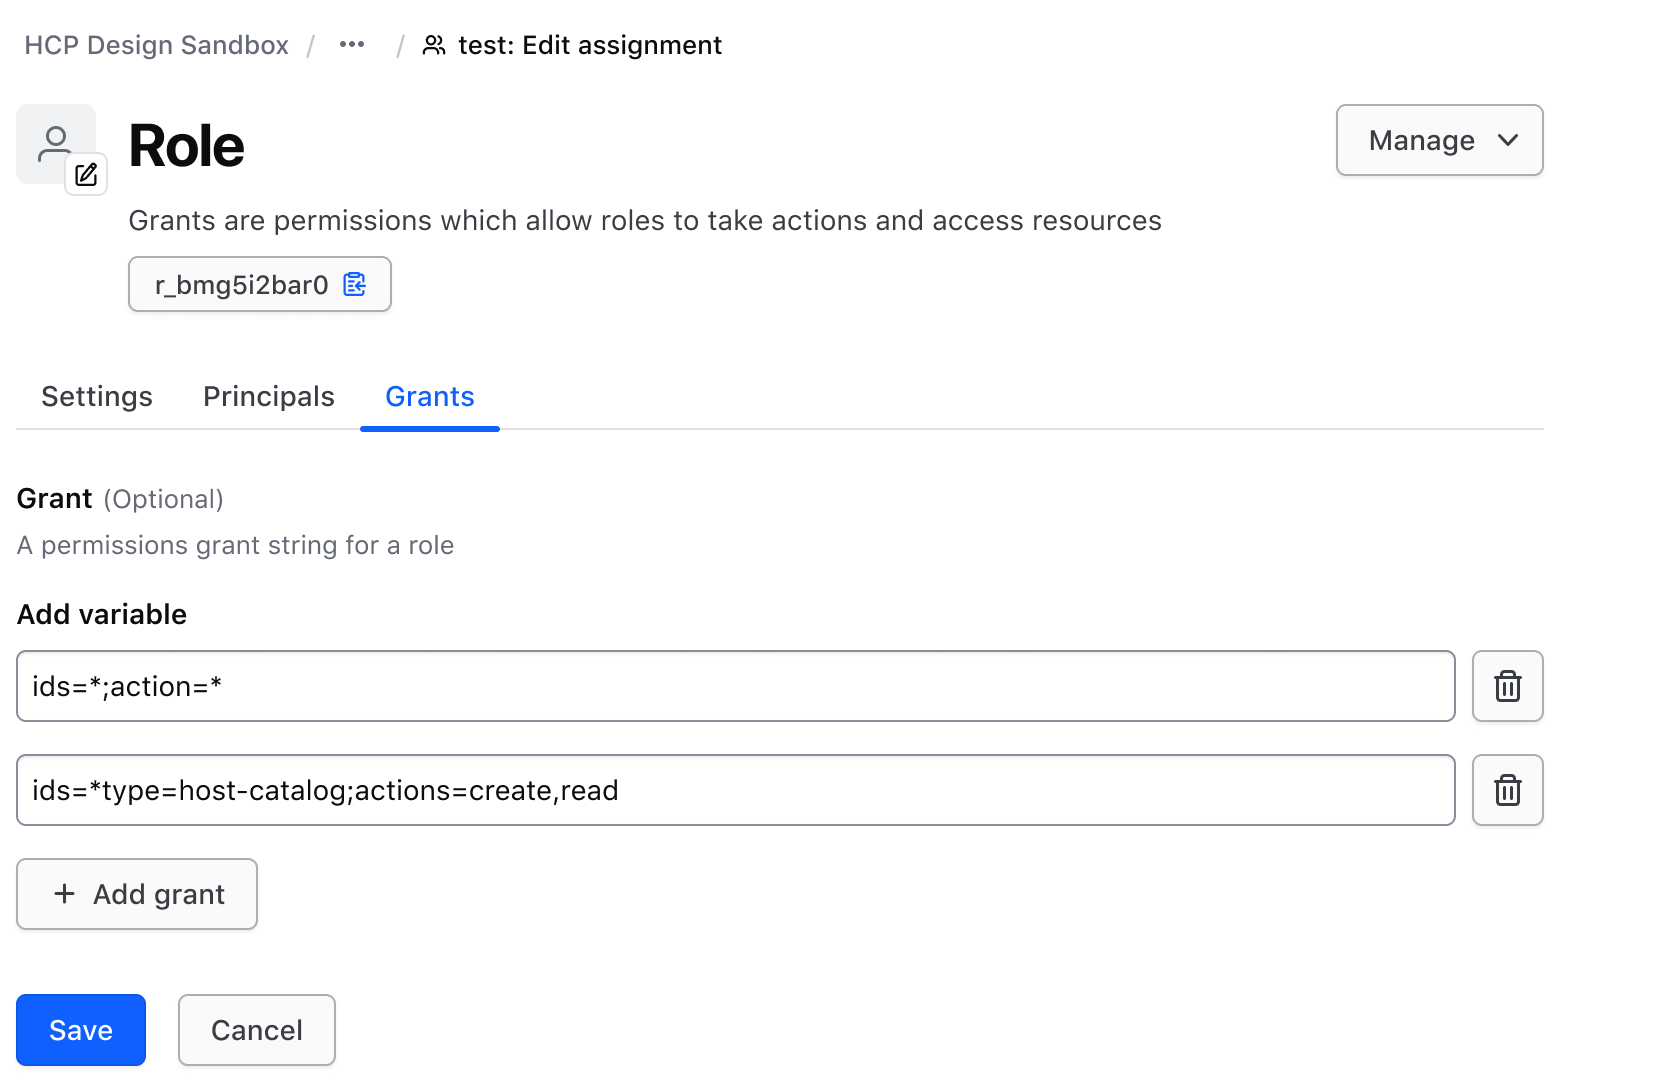 HCP Design Sandbox / ••• / test: Edit assignment
Role
Manage
Grants are permissions which allow roles to take actions and access resources
r_bmg5i2bar0
Settings Principals Grants
Grant (Optional)
A permissions grant string for a role
Add variable
ids=*;action=*
ids=*type=host-catalog;actions=create,read
+ Add grant
Save Cancel